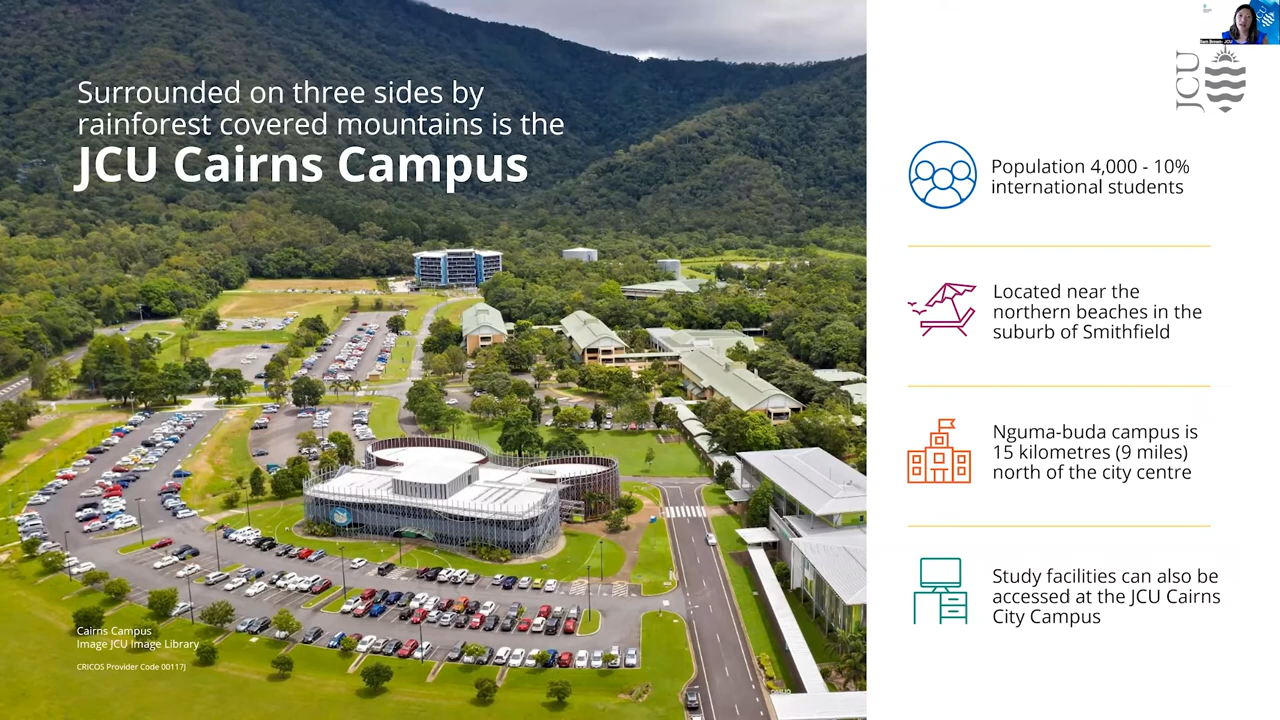 Surrounded on three sides by
rainforest covered mountains is the
JCU Cairns Campus
Cairns Campus
Image JCU Image Library
CRICOS Provider Code 00117J
JCU
Population 4,000 - 10%
international students
Located near the
northern beaches in the
suburb of Smithfield
Nguma-buda campus is
15 kilometres (9 miles)
north of the city centre
Study facilities can also be
accessed at the JCU Cairns
City Campus